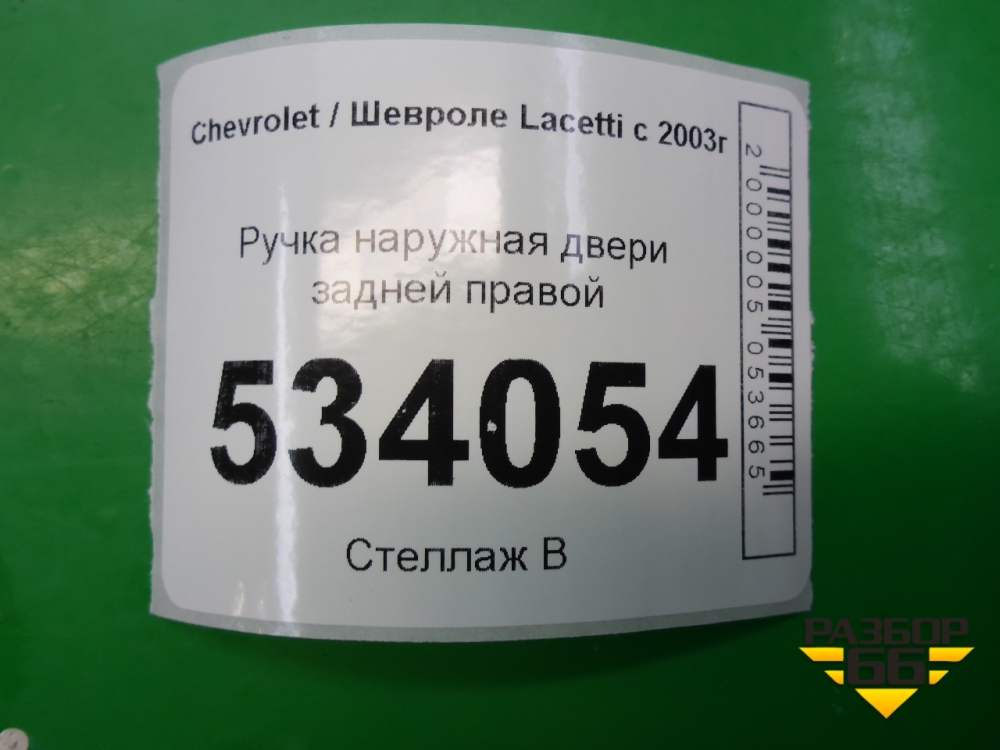 Chevrolet / Шевроле Lacetti с 2003г
Ручка наружная двери
задней правой
534054
Стеллаж В
2000005053665
РАЗБОР
66